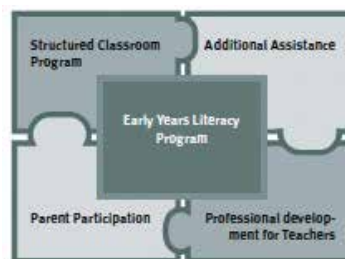 Structured Classroom
Program
Additional Assistance
Early Years Literacy
Program
Parent Participation
Professional develop-
ment for Teachers